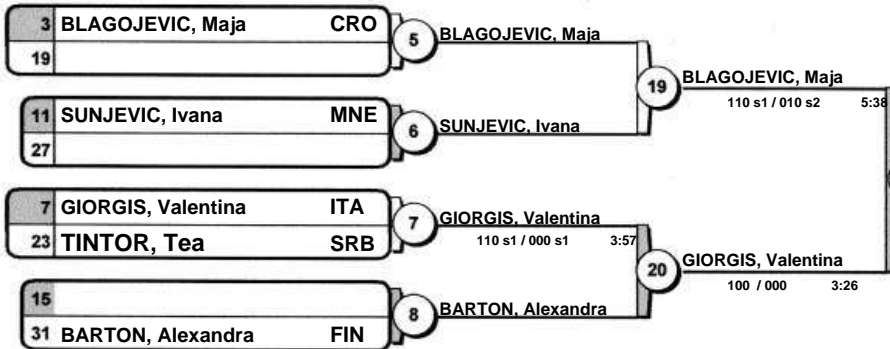 3 BLAGOJEVIC, Maja CRO
19
5 BLAGOJEVIC, Maja
11 SUNJEVIC, Ivana MNE
27
6 SUNJEVIC, Ivana
19 BLAGOJEVIC, Maja
110 s1 / 010 s2 5:38
7 GIORGIS, Valentina ITA
23 TINTOR, Tea SRB
7 GIORGIS, Valentina
110 s1 / 000 s1 3:57
15
31 BARTON, Alexandra FIN
8 BARTON, Alexandra
20 GIORGIS, Valentina
100 / 000 3:26